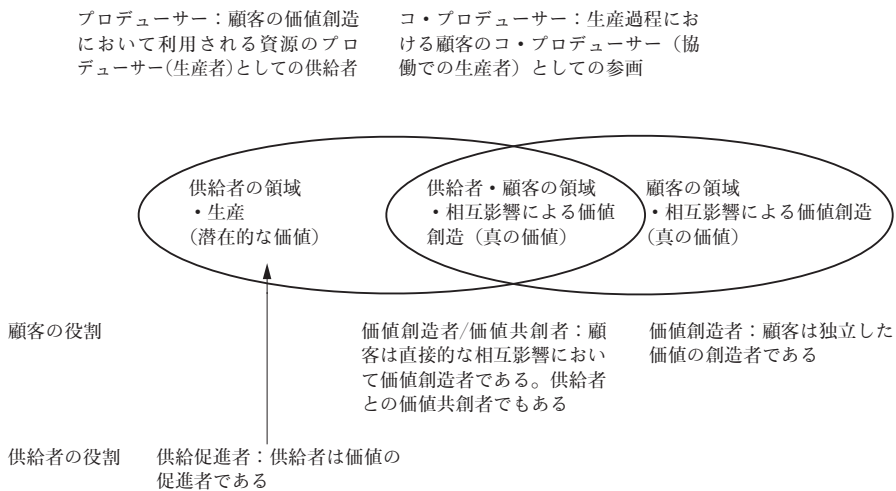 プロデューサー：顧客の価値創造
において利用される資源のプロ
デューサー（生産者）としての供給者
コ・プロデューサー：生産過程にお
ける顧客のコ・プロデューサー（協
働での生産者）としての参画
供給者の領域
・生産
（潜在的な価値）
供給者・顧客の領域
・相互影響による価値
創造（真の価値）
顧客の領域
・相互影響による価値創造
（真の価値）
顧客の役割
価値創造者/価値共創者：顧
客は直接的な相互影響におい
て価値創造者である。供給者
との価値共創者でもある
価値創造者：顧客は独立した
価値の創造者である
供給者の役割
供給促進者：供給者は価値の
促進者である